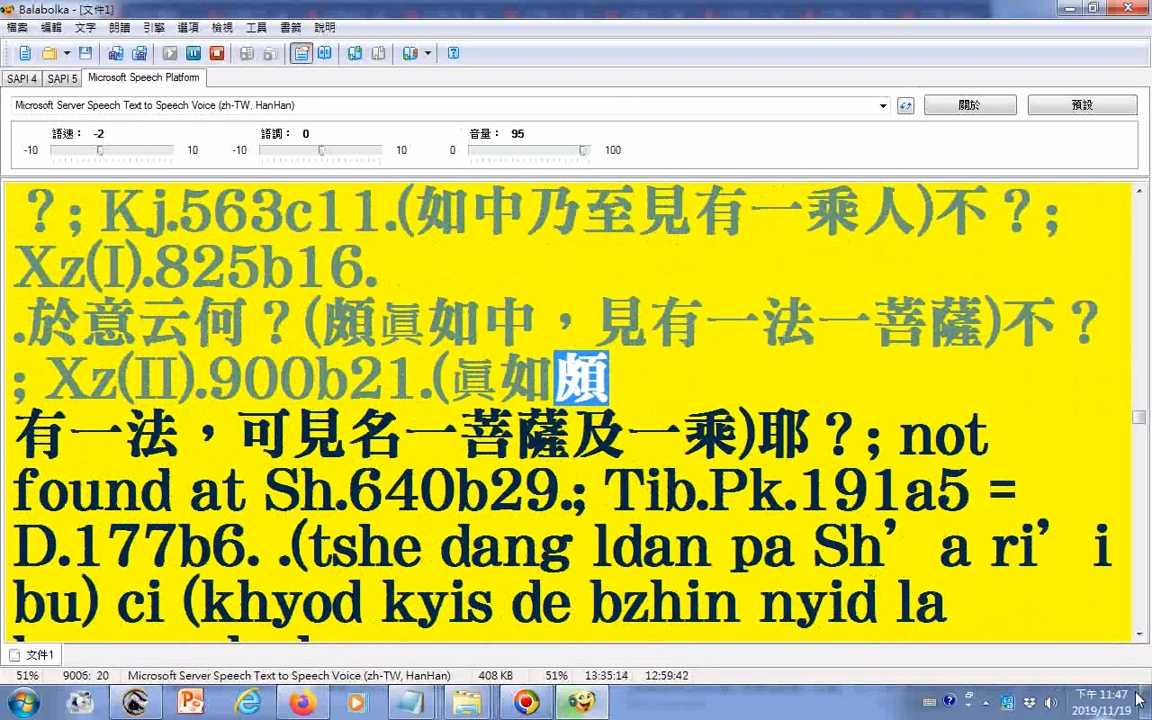 Balabolka - [文件1]
檔案 編輯 文字 朗讀 引擎 選項 檢視 工具 書籤 說明
SAPI 4 SAPI 5 Microsoft Speech Platform
Microsoft Server Speech Text to Speech Voice (zh-TW, HanHan) 關於 預設
語速： -2 語調： 0 音量： 95
-10 10 -10 10 0 100
？; Kj.563c11.(如中乃至見有一乘人)不？;
Xz(I).825b16.
.於意云何？(頗眞如中，見有一法一菩薩)不？
; Xz(II).900b21.(眞如頗
有一法，可見名一菩薩及一乘)耶？; not
found at Sh.640b29.; Tib.Pk.191a5 =
D.177b6. .(tshe dang ldan pa Sh’a ri’i
bu) ci (khyod kyis de bzhin nyid la
文件1
51% 9006: 20 Microsoft Server Speech Text to Speech Voice (zh-TW, HanHan) 408 KB 51% 13:35:14 12:59:42
下午 11:47
2019/11/19